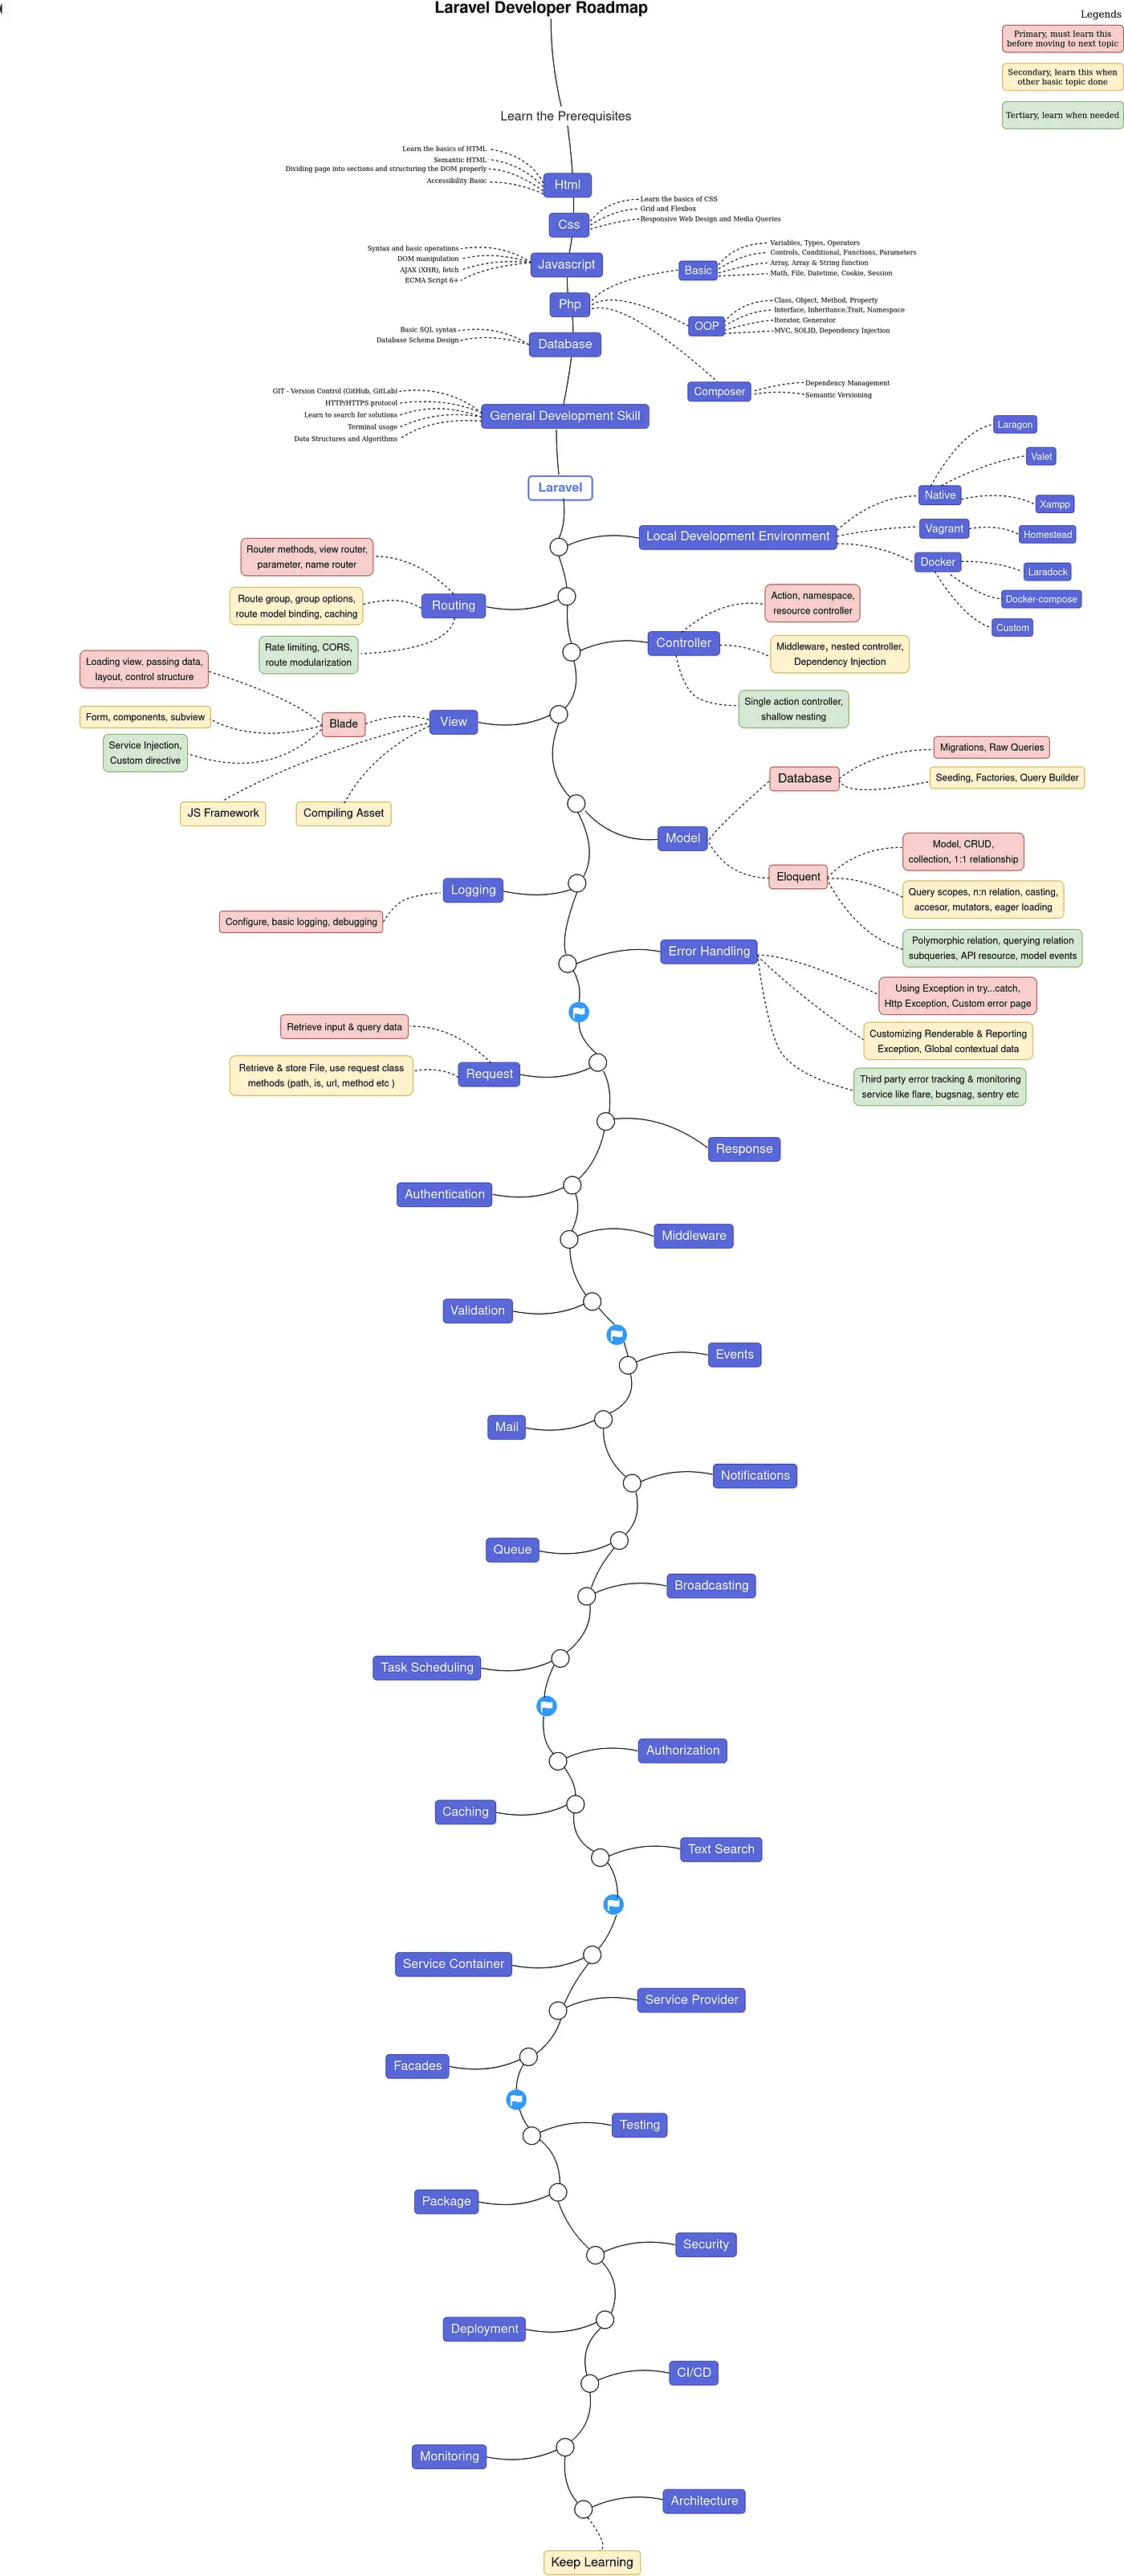 Laravel Developer Roadmap
Legends
Primary, must learn this
before moving to next topic
Secondary, learn this when
other basic topic done
Tertiary, learn when needed
Learn the Prerequisites
Learn the basics of HTML
Semantic HTML
Dividing page into sections and structuring the DOM properly
Accessibility Basic
Html
Css
Learn the basics of CSS
Grid and Flexbox
Responsive Web Design and Media Queries
Syntax and basic operations
DOM manipulation
AJAX (XHR), fetch
ECMA Script 6+
Javascript
Php
Basic
Variables, Types, Operators
Controls, Conditional, Functions, Parameters
Array, Array & String function
Math, File, Datetime, Cookie, Session
OOP
Class, Object, Method, Property
Interface, Inheritance,Trait, Namespace
Iterator, Generator
MVC, SOLID, Dependency Injection
Composer
Dependency Management
Semantic Versioning
Basic SQL syntax
Database Schema Design
Database
GIT - Version Control (GitHub, GitLab)
HTTP/HTTPS protocol
Learn to search for solutions
Terminal usage
Data Structures and Algorithms
General Development Skill
Laravel
Local Development Environment
Native
Laragon
Valet
Xampp
Vagrant
Homestead
Docker
Laradock
Docker-compose
Custom
Router methods, view router,
parameter, name router
Route group, group options,
route model binding, caching
Rate limiting, CORS,
route modularization
Routing
Controller
Action, namespace,
resource controller
Middleware, nested controller,
Dependency Injection
Single action controller,
shallow nesting
Loading view, passing data,
layout, control structure
Form, components, subview
Service Injection,
Custom directive
Blade
View
JS Framework
Compiling Asset
Model
Database
Migrations, Raw Queries
Seeding, Factories, Query Builder
Eloquent
Model, CRUD,
collection, 1:1 relationship
Query scopes, n:n relation, casting,
accesor, mutators, eager loading
Polymorphic relation, querying relation
subqueries, API resource, model events
Logging
Configure, basic logging, debugging
Error Handling
Using Exception in try...catch,
Http Exception, Custom error page
Customizing Renderable & Reporting
Exception, Global contextual data
Third party error tracking & monitoring
service like flare, bugsnag, sentry etc
Retrieve input & query data
Retrieve & store File, use request class
methods (path, is, url, method etc )
Request
Response
Authentication
Middleware
Validation
Events
Mail
Notifications
Queue
Broadcasting
Task Scheduling
Authorization
Caching
Text Search
Service Container
Service Provider
Facades
Testing
Package
Security
Deployment
CI/CD
Monitoring
Architecture
Keep Learning